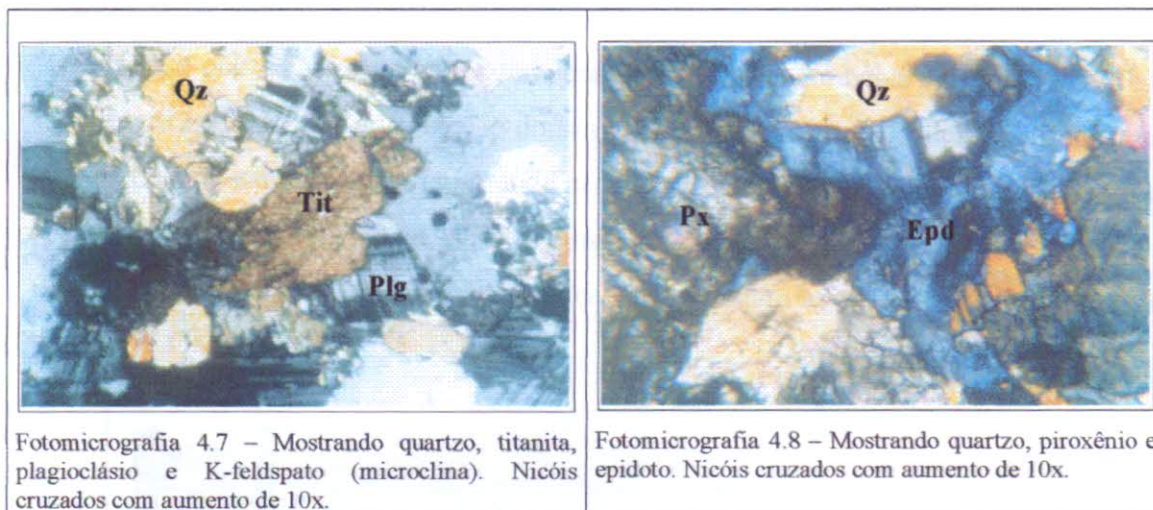 Qz
Tit
Plg
Fotomicrografia 4.7 – Mostrando quartzo, titanita,
plagioclásio e K-feldspato (microclina). Nicóis
cruzados com aumento de 10x.
Qz
Px
Epd
Fotomicrografia 4.8 – Mostrando quartzo, piroxênio e
epidoto. Nicóis cruzados com aumento de 10x.